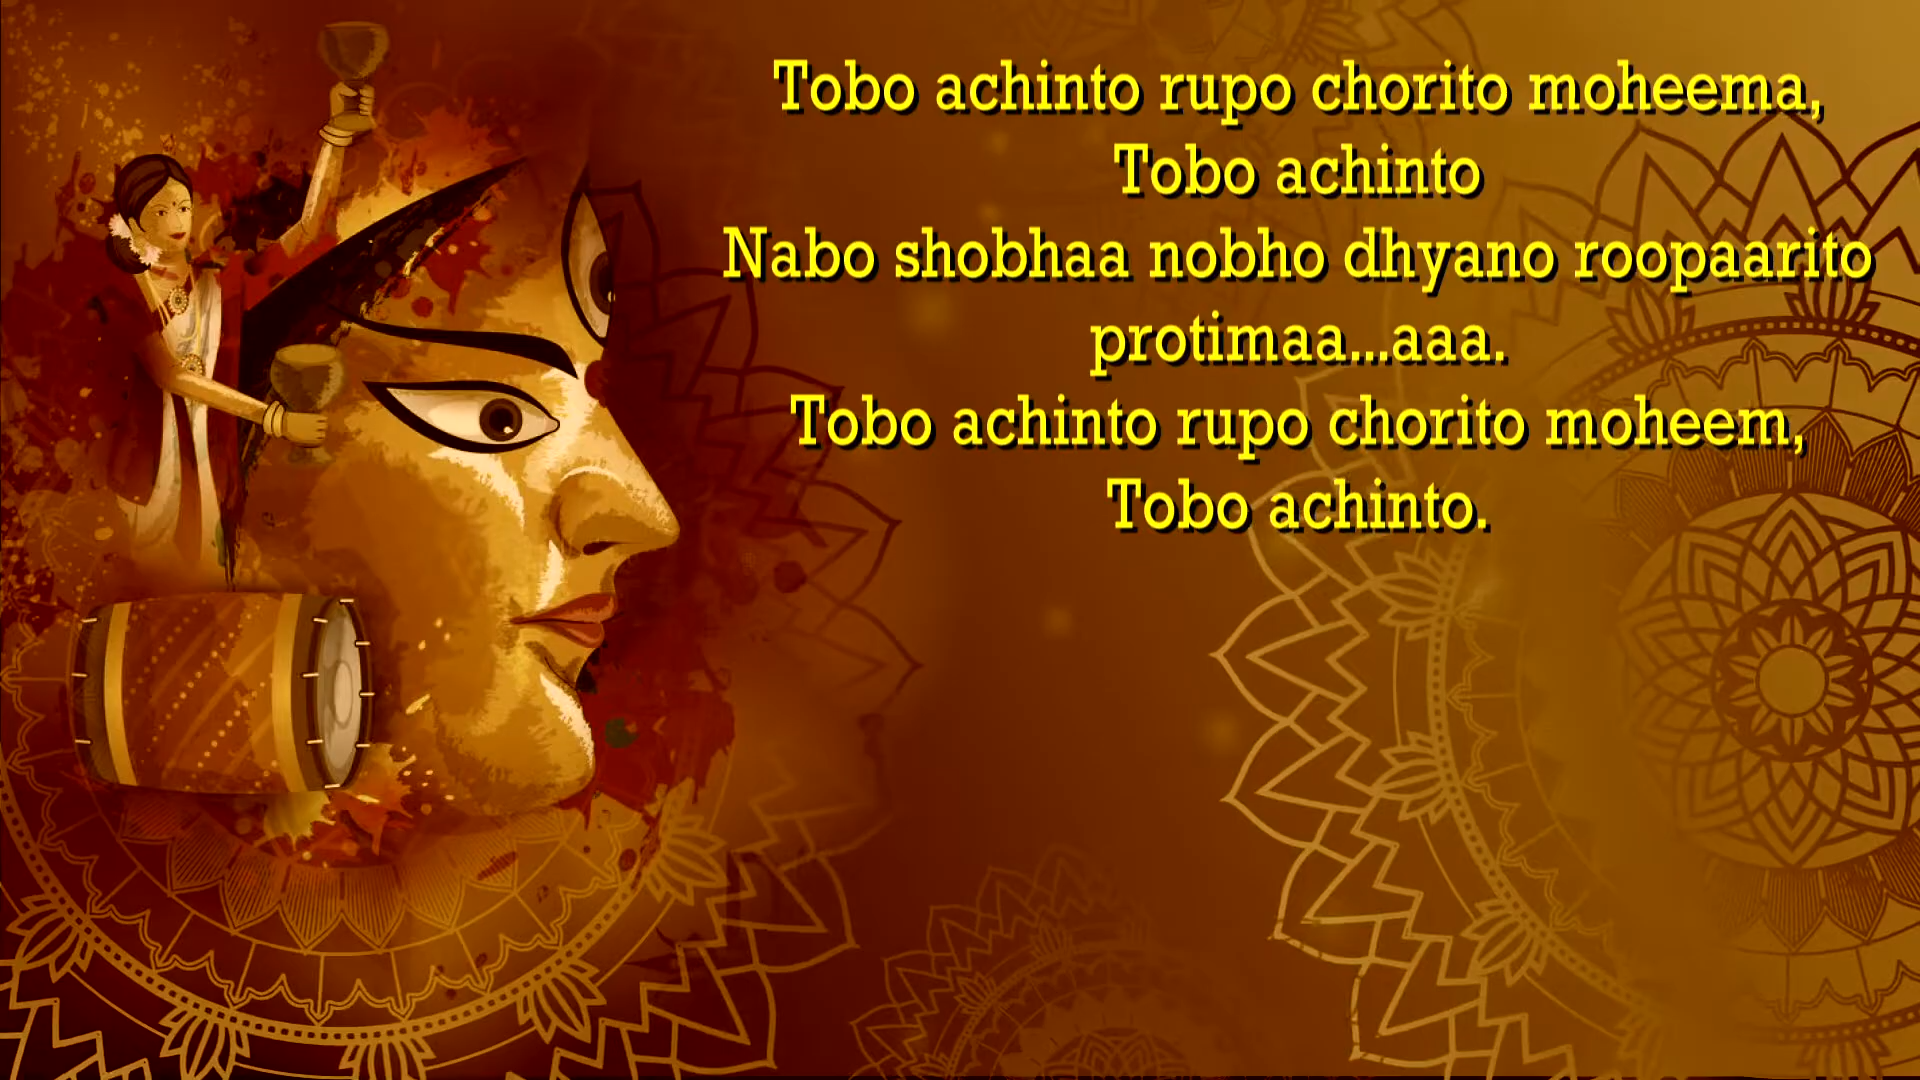 Tobo achinto rupo chorito moheema,
Tobo achinto
Nabo shobhaa nobho dhyano roopaarito
protimaa...aaa.
Tobo achinto rupo chorito moheem,
Tobo achinto.